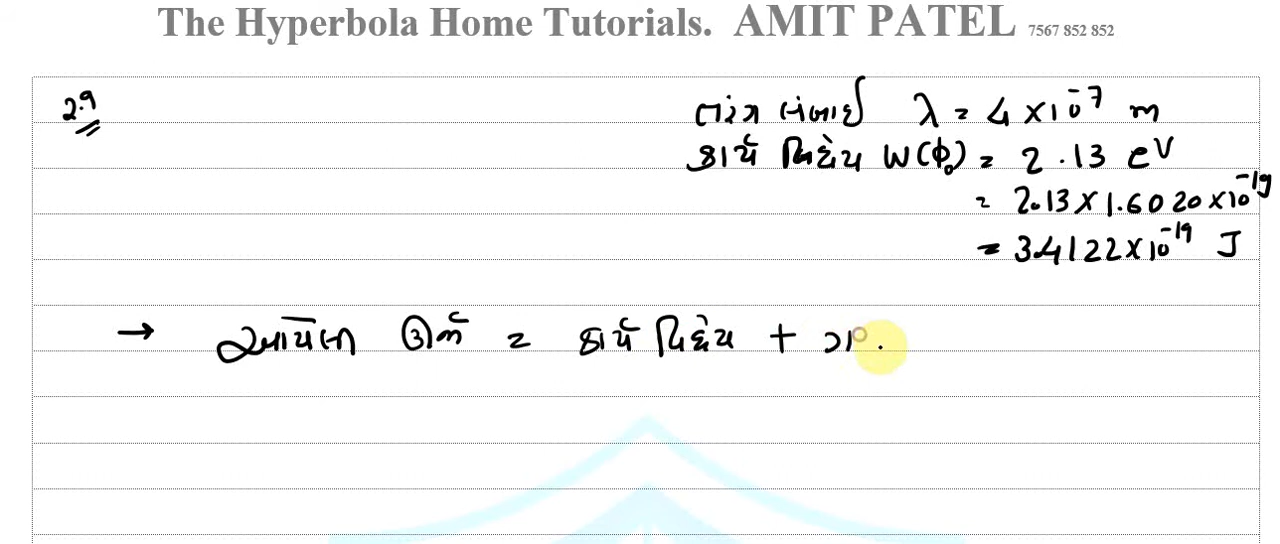 The Hyperbola Home Tutorials. AMIT PATEL 7567 852 852
2.9
તરંગ લંબાઈ λ = 4 ×10⁻⁷ m
કાર્ય વિધેય W(ϕ₀) = 2.13 eV
= 2.13 × 1.6020 ×10⁻¹⁹
= 3.4122×10⁻¹⁹ J
→ ઊર્જા = કાર્ય વિધેય + ગ